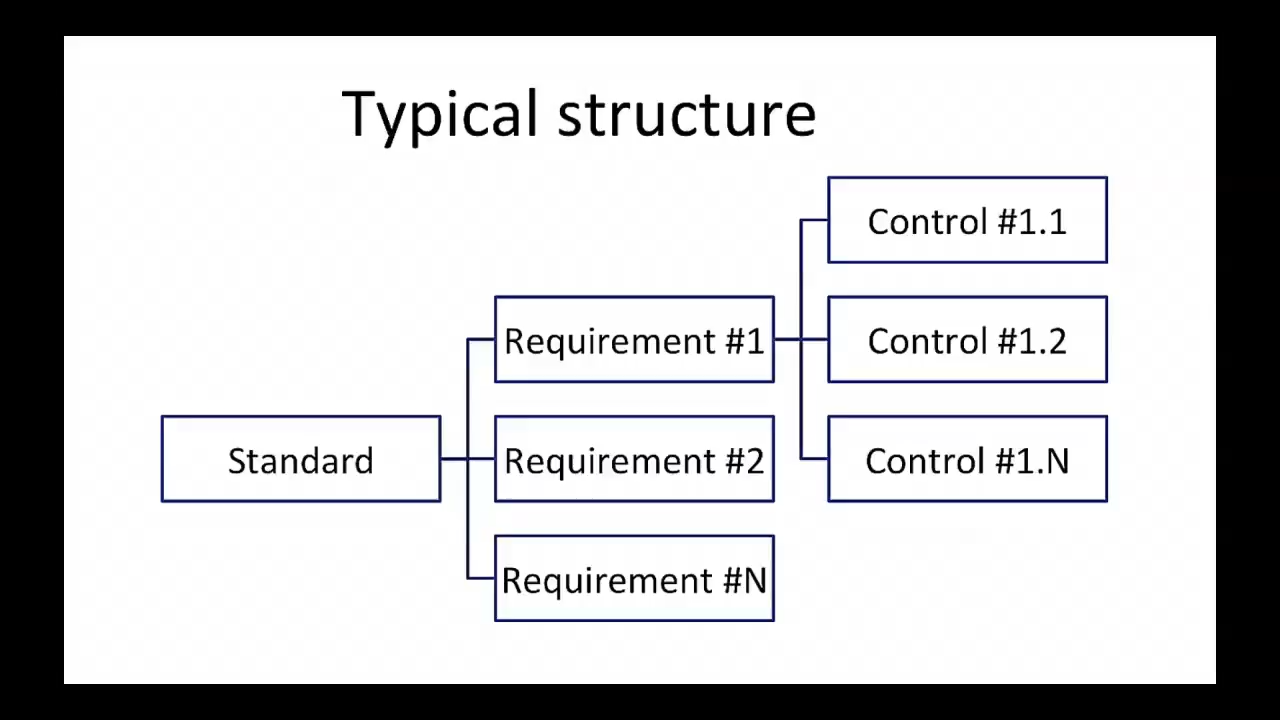 Typical structure
Standard
Requirement #1
Requirement #2
Requirement #N
Control #1.1
Control #1.2
Control #1.N